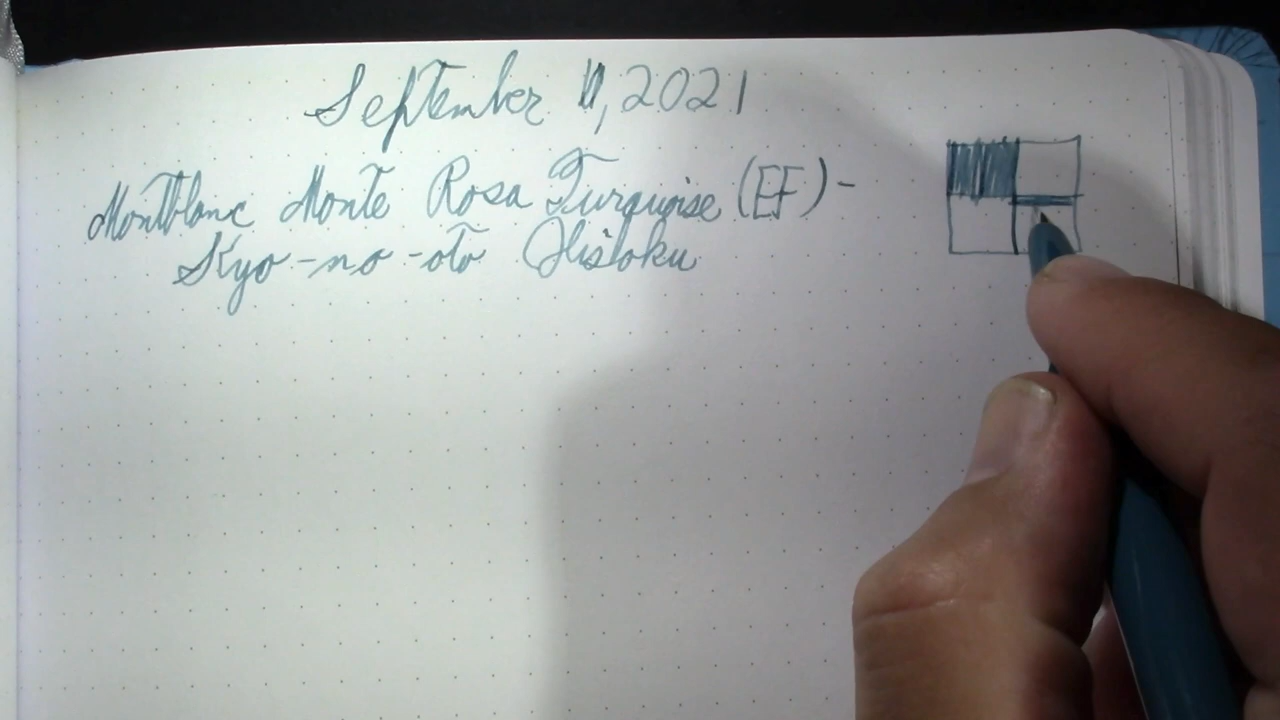 September 11, 2021
Montblanc Monte Rosa Turquoise (EF) -
Kyo-no-oto Hisoku